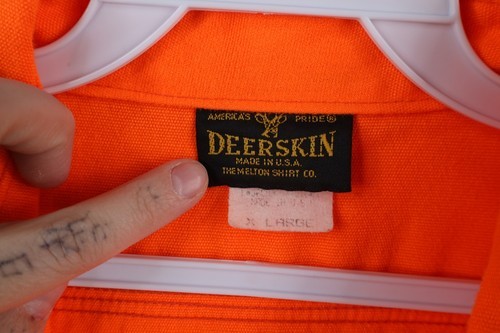 AMERICA'S PRIDE®
DEERSKIN
MADE IN U.S.A.
THE MELTON SHIRT CO.
X LARGE